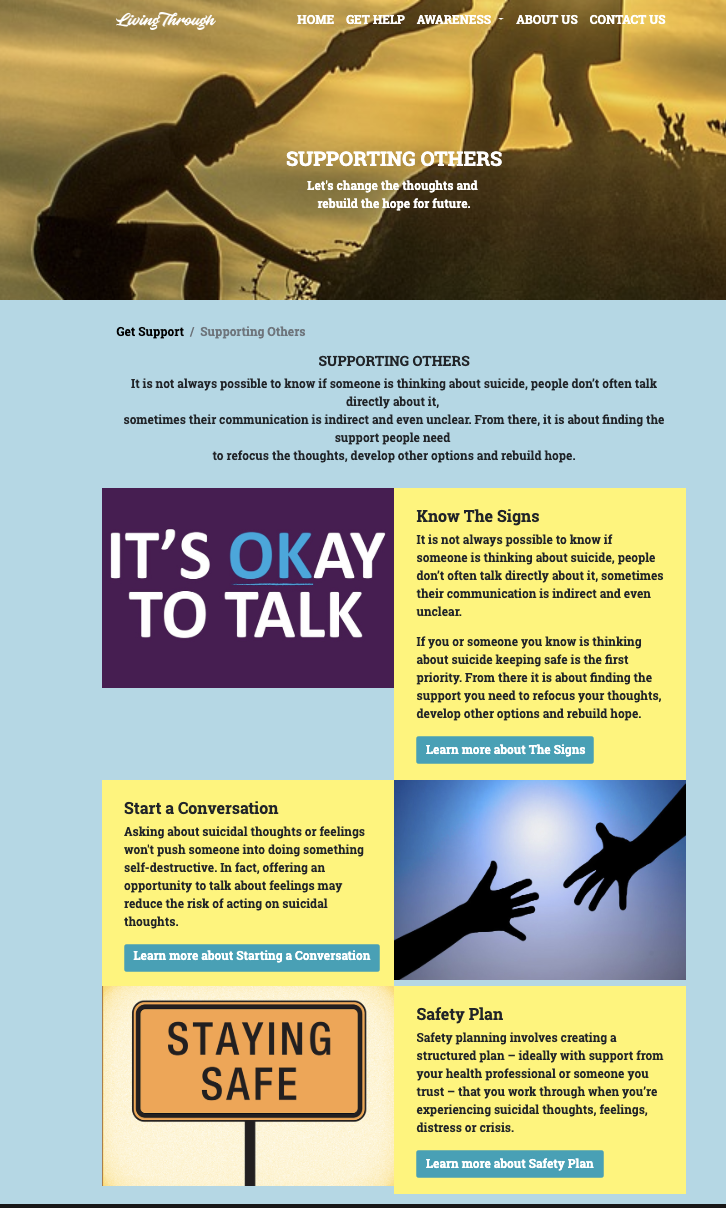 Living Through
HOME GET HELP AWARENESS ABOUT US CONTACT US
SUPPORTING OTHERS
Let's change the thoughts and
rebuild the hope for future.
Get Support / Supporting Others
SUPPORTING OTHERS
It is not always possible to know if someone is thinking about suicide, people don’t often talk
directly about it,
sometimes their communication is indirect and even unclear. From there, it is about finding the
support people need
to refocus the thoughts, develop other options and rebuild hope.
IT’S OKAY
TO TALK
Know The Signs
It is not always possible to know if
someone is thinking about suicide, people
don’t often talk directly about it, sometimes
their communication is indirect and even
unclear.
If you or someone you know is thinking
about suicide keeping safe is the first
priority. From there it is about finding the
support you need to refocus your thoughts,
develop other options and rebuild hope.
Learn more about The Signs
Start a Conversation
Asking about suicidal thoughts or feelings
won't push someone into doing something
self-destructive. In fact, offering an
opportunity to talk about feelings may
reduce the risk of acting on suicidal
thoughts.
Learn more about Starting a Conversation
STAYING
SAFE
Safety Plan
Safety planning involves creating a
structured plan – ideally with support from
your health professional or someone you
trust – that you work through when you’re
experiencing suicidal thoughts, feelings,
distress or crisis.
Learn more about Safety Plan